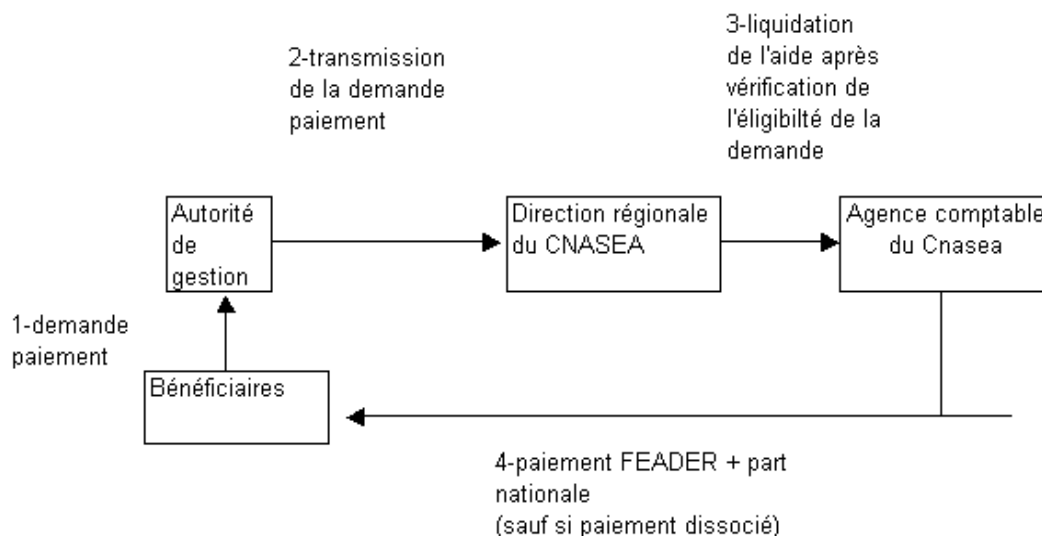 3-liquidation
de l'aide après
vérification de
l'éligibilté de la
demande
2-transmission
de la demande
paiement
Autorité
de
gestion
Direction régionale
du CNASEA
Agence comptable
du Cnasea
1-demande
paiement
Bénéficiaires
4-paiement FEADER + part
nationale
(sauf si paiement dissocié)